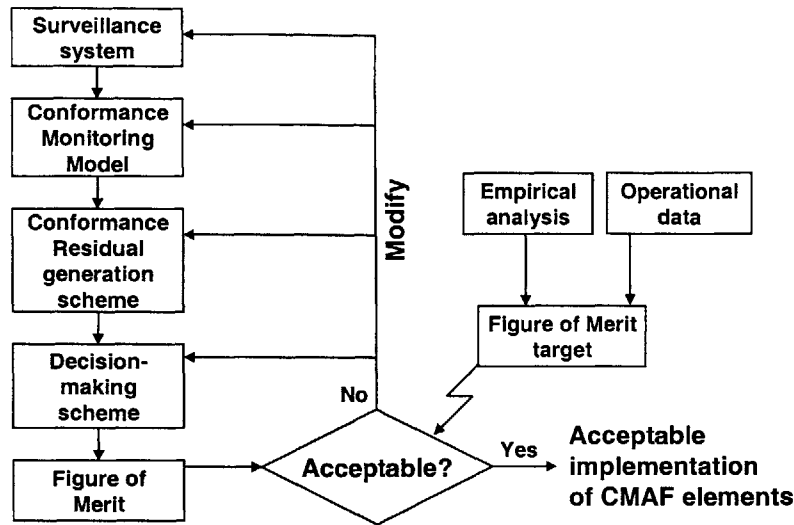 Surveillance
system
Conformance
Monitoring
Model
Conformance
Residual
generation
scheme
Decision-
making
scheme
Figure of
Merit
Modify
Empirical
analysis
Operational
data
Figure of Merit
target
No
Acceptable?
Yes
Acceptable
implementation
of CMAF elements